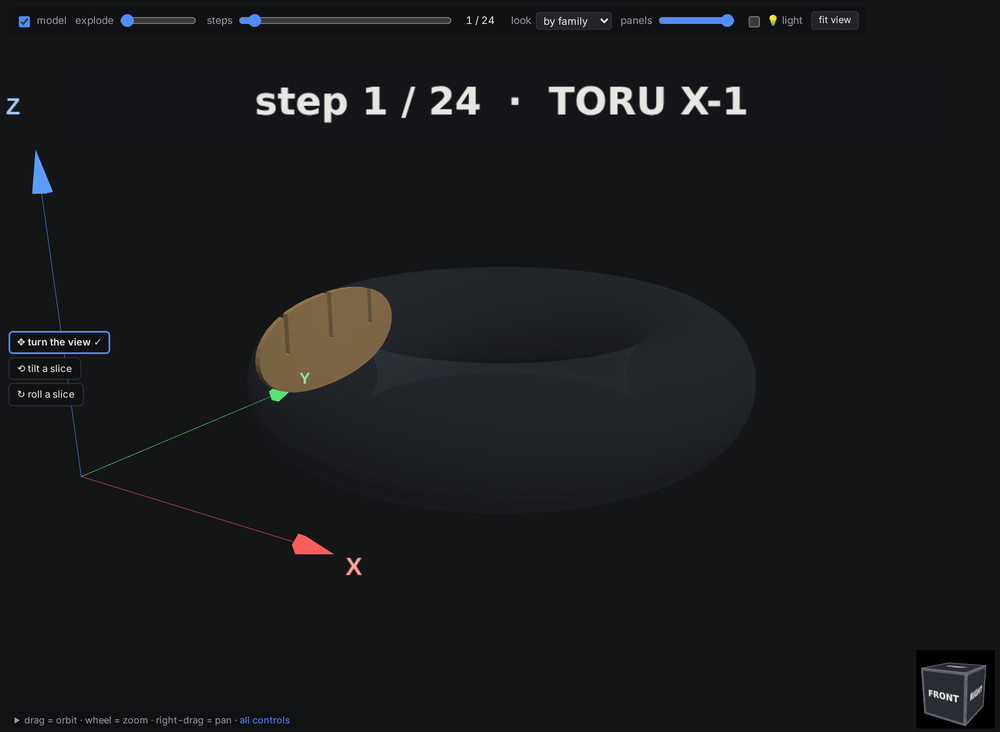 model explode steps 1 / 24 look by family panels 💡 light fit view
step 1 / 24 · TORU X-1
Z
✥ turn the view ✓
⟲ tilt a slice
↻ roll a slice
Y
X
FRONT RIGHT
▶ drag = orbit · wheel = zoom · right-drag = pan · all controls